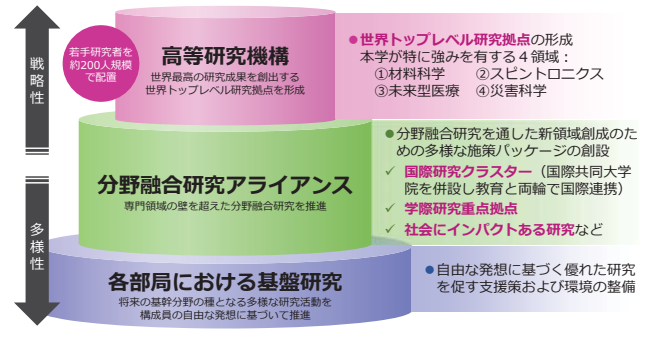 戦略性
多様性
若手研究者を
約200人規模
で配置
高等研究機構
世界最高の研究成果を創出する
世界トップレベル研究拠点を形成
●世界トップレベル研究拠点の形成
本学が特に強みを有する4領域：
①材料科学 ②スピントロニクス
③未来型医療 ④災害科学
分野融合研究アライアンス
専門領域の壁を超えた分野融合研究を推進
●分野融合研究を通した新領域創成のた
めの多様な施策パッケージの創設
✓ 国際研究クラスター（国際共同大学
院を併設し教育と両輪で国際連携）
✓ 学際研究重点拠点
✓ 社会にインパクトある研究など
各部局における基盤研究
将来の基幹分野の種となる多様な研究活動を
構成員の自由な発想に基づいて推進
●自由な発想に基づく優れた研究
を促す支援策および環境の整備